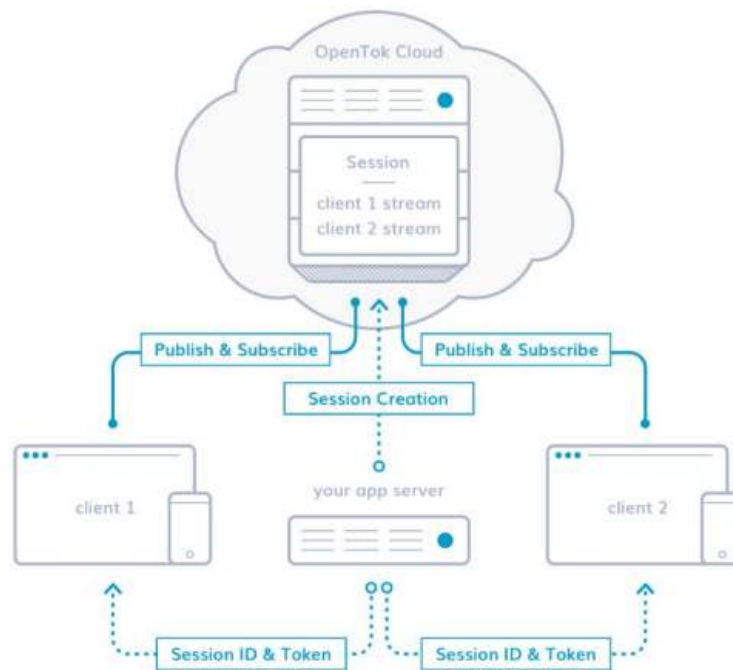 OpenTok Cloud
Session
client 1 stream
client 2 stream
Publish & Subscribe
Publish & Subscribe
Session Creation
client 1
your app server
client 2
Session ID & Token
Session ID & Token